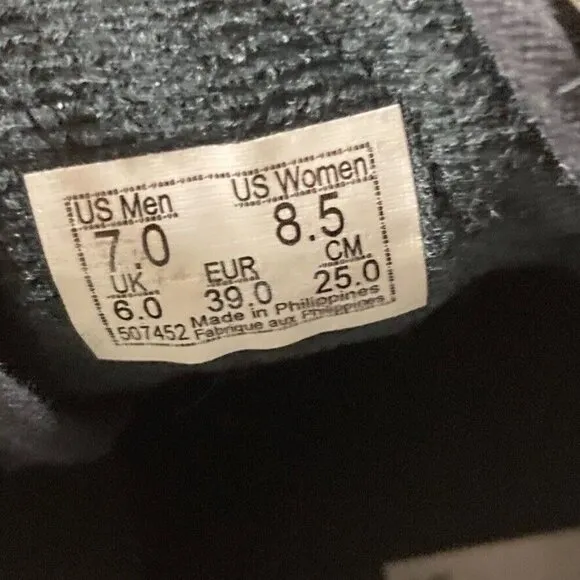 US Men US Women
7.0 8.5
UK EUR CM
6.0 39.0 25.0
507452 Made in Philippines
Fabrique aux Philippines